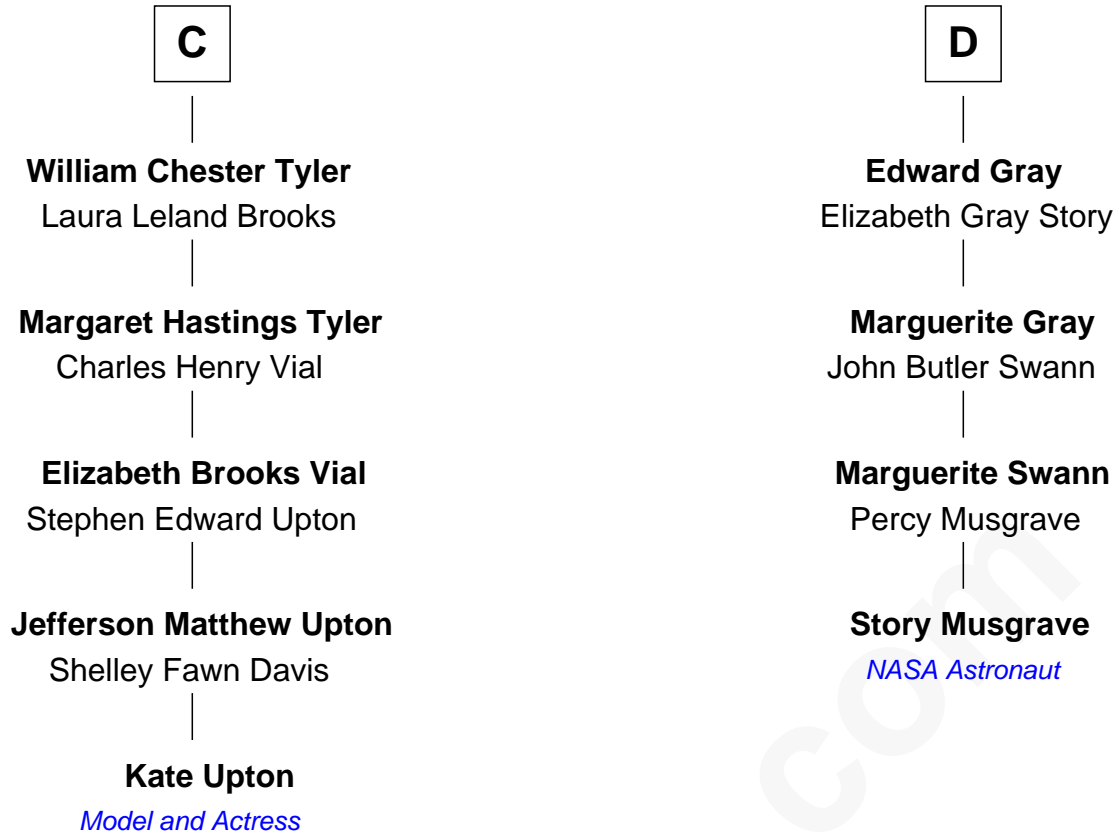 C
William Chester Tyler
Laura Leland Brooks
Margaret Hastings Tyler
Charles Henry Vial
Elizabeth Brooks Vial
Stephen Edward Upton
Jefferson Matthew Upton
Shelley Fawn Davis
Kate Upton
Model and Actress
D
Edward Gray
Elizabeth Gray Story
Marguerite Gray
John Butler Swann
Marguerite Swann
Percy Musgrave
Story Musgrave
NASA Astronaut
com